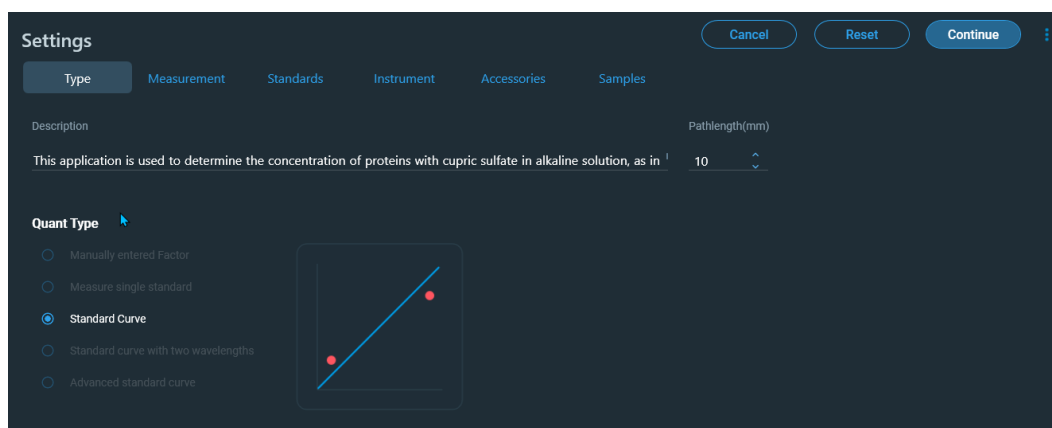 Settings
Cancel
Reset
Continue
Type
Measurement
Standards
Instrument
Accessories
Samples
Description
Pathlength(mm)
This application is used to determine the concentration of proteins with cupric sulfate in alkaline solution, as in
10
Quant Type
Manually entered Factor
Measure single standard
Standard Curve
Standard curve with two wavelengths
Advanced standard curve